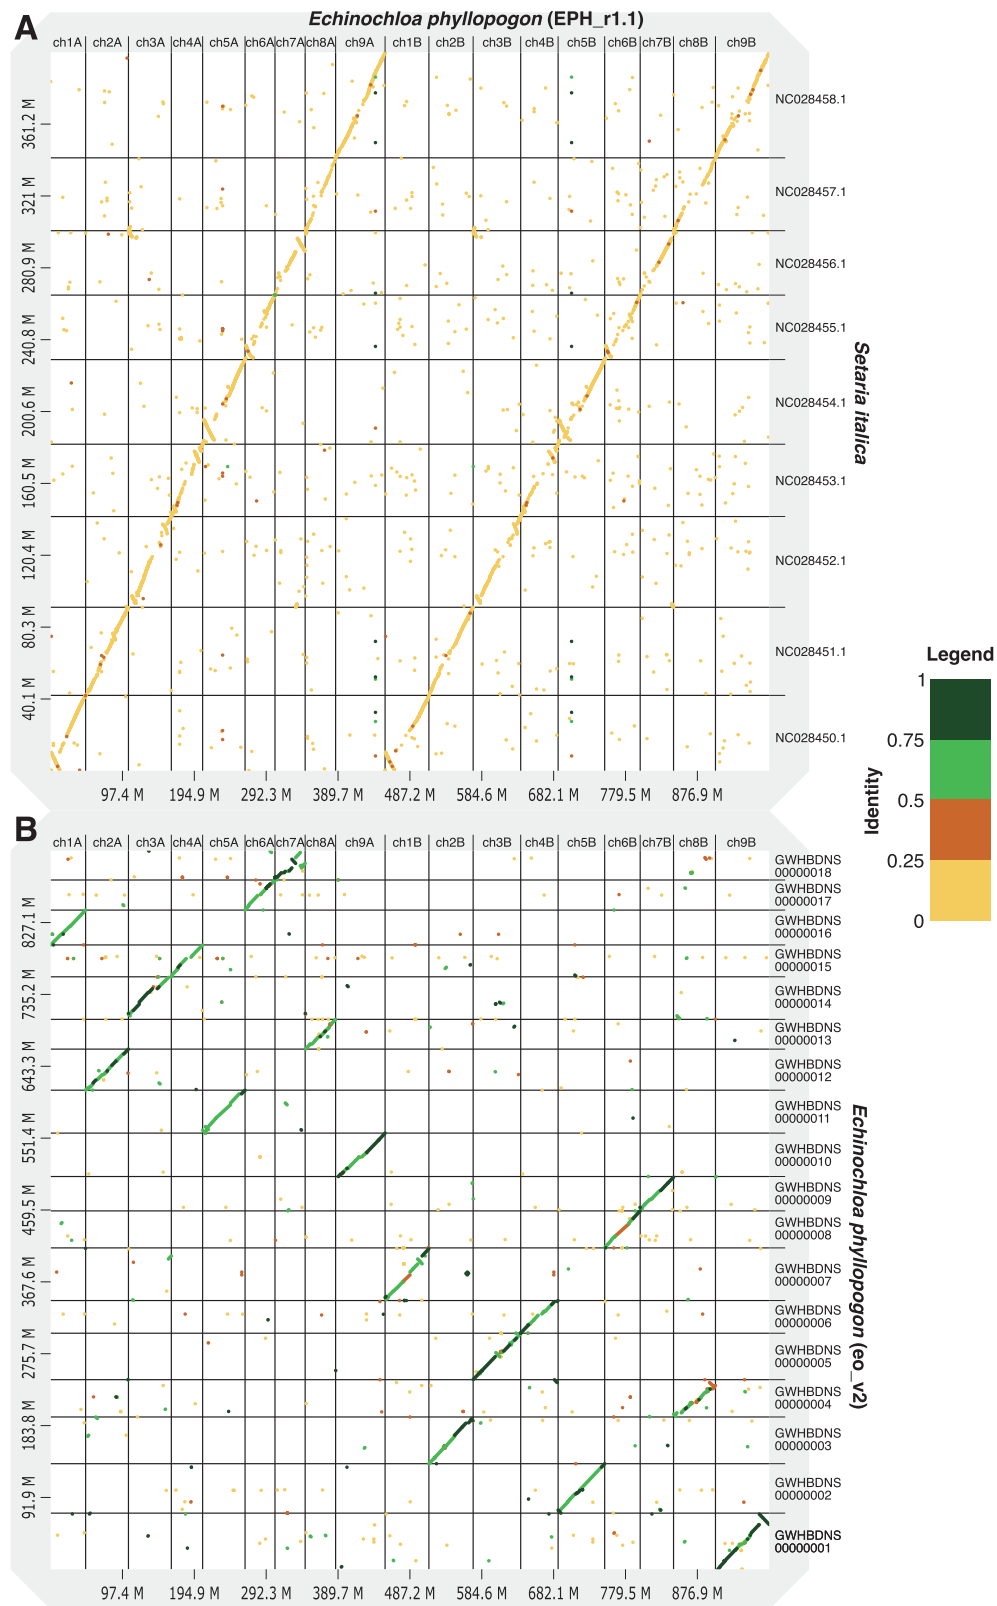 A
Echinochloa phyllopogon (EPH_r1.1)
ch1A ch2A ch3A ch4A ch5A ch6A ch7A ch8A ch9A ch1B ch2B ch3B ch4B ch5B ch6B ch7B ch8B ch9B
361.2 M
321 M
280.9 M
240.8 M
200.6 M
160.5 M
120.4 M
80.3 M
40.1 M
NC028458.1
NC028457.1
NC028456.1
NC028455.1
NC028454.1
NC028453.1
NC028452.1
NC028451.1
NC028450.1
Setaria italica
97.4 M 194.9 M 292.3 M 389.7 M 487.2 M 584.6 M 682.1 M 779.5 M 876.9 M
Legend
1
0.75
0.5
0.25
0
Identity
B
ch1A ch2A ch3A ch4A ch5A ch6A ch7A ch8A ch9A ch1B ch2B ch3B ch4B ch5B ch6B ch7B ch8B ch9B
827.1 M
735.2 M
643.3 M
551.4 M
459.5 M
367.6 M
275.7 M
183.8 M
91.9 M
GWHBDNS
00000018
GWHBDNS
00000017
GWHBDNS
00000016
GWHBDNS
00000015
GWHBDNS
00000014
GWHBDNS
00000013
GWHBDNS
00000012
GWHBDNS
00000011
GWHBDNS
00000010
GWHBDNS
00000009
GWHBDNS
00000008
GWHBDNS
00000007
GWHBDNS
00000006
GWHBDNS
00000005
GWHBDNS
00000004
GWHBDNS
00000003
GWHBDNS
00000002
GWHBDNS
00000001
Echinochloa phyllopogon (eo_v2)
97.4 M 194.9 M 292.3 M 389.7 M 487.2 M 584.6 M 682.1 M 779.5 M 876.9 M